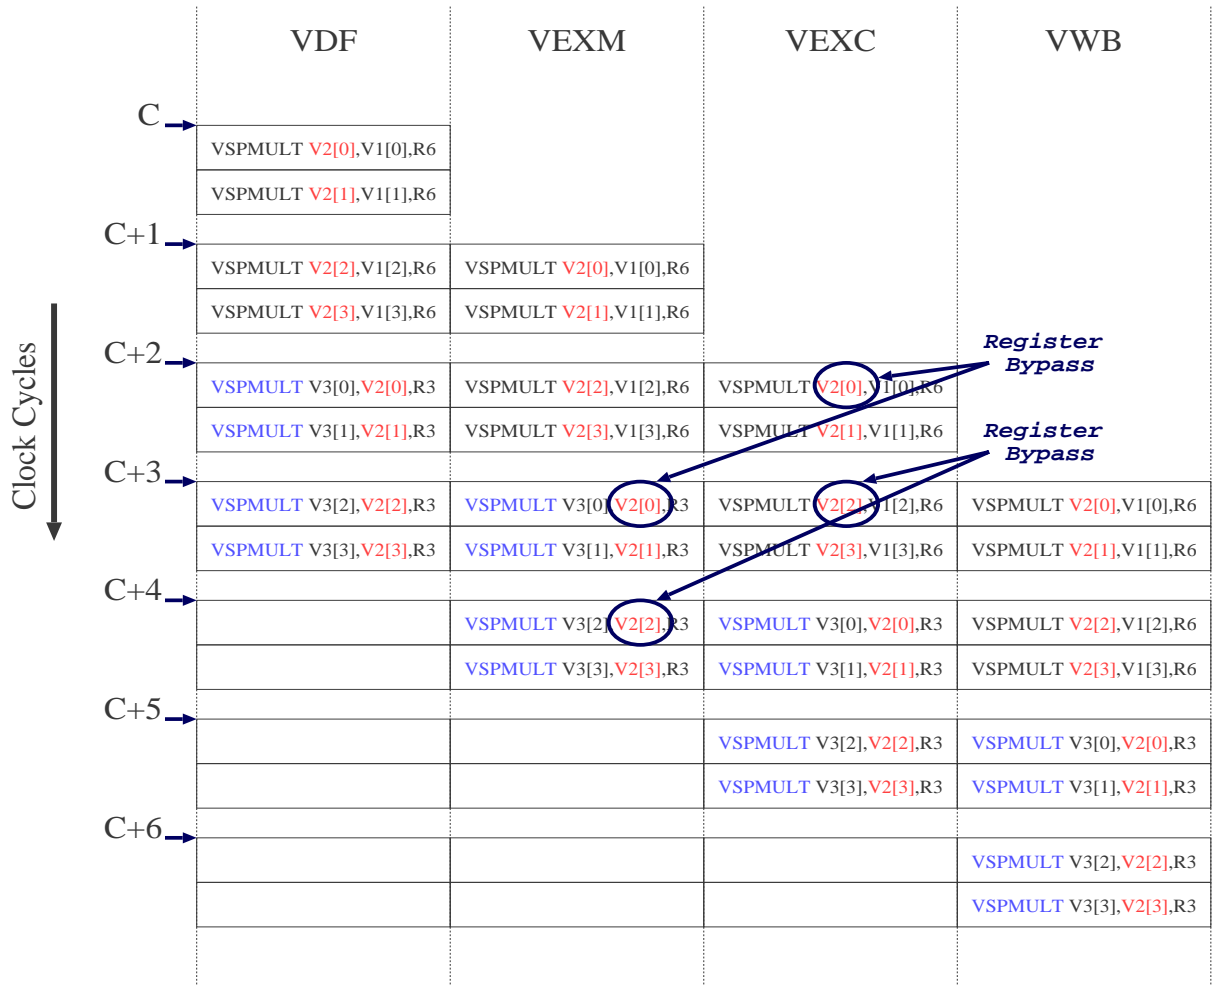 VDF VEXM VEXC VWB
C
VSPMULT V2[0],V1[0],R6
VSPMULT V2[1],V1[1],R6
C+1
VSPMULT V2[2],V1[2],R6 VSPMULT V2[0],V1[0],R6
VSPMULT V2[3],V1[3],R6 VSPMULT V2[1],V1[1],R6
Clock Cycles
C+2
Register
Bypass
VSPMULT V3[0],V2[0],R3 VSPMULT V2[2],V1[2],R6 VSPMULT V2[0],V1[0],R6
VSPMULT V3[1],V2[1],R3 VSPMULT V2[3],V1[3],R6 VSPMULT V2[1],V1[1],R6
Register
Bypass
C+3
VSPMULT V3[2],V2[2],R3 VSPMULT V3[0],V2[0],R3 VSPMULT V2[2],V1[2],R6 VSPMULT V2[0],V1[0],R6
VSPMULT V3[3],V2[3],R3 VSPMULT V3[1],V2[1],R3 VSPMULT V2[3],V1[3],R6 VSPMULT V2[1],V1[1],R6
C+4
VSPMULT V3[2],V2[2],R3 VSPMULT V3[0],V2[0],R3 VSPMULT V2[2],V1[2],R6
VSPMULT V3[3],V2[3],R3 VSPMULT V3[1],V2[1],R3 VSPMULT V2[3],V1[3],R6
C+5
VSPMULT V3[2],V2[2],R3 VSPMULT V3[0],V2[0],R3
VSPMULT V3[3],V2[3],R3 VSPMULT V3[1],V2[1],R3
C+6
VSPMULT V3[2],V2[2],R3
VSPMULT V3[3],V2[3],R3